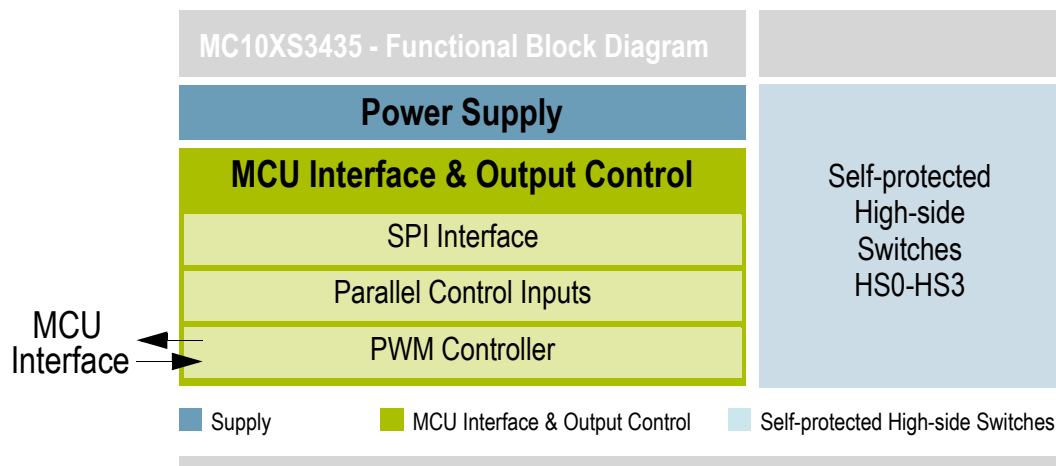 MC10XS3435 - Functional Block Diagram
Power Supply
MCU Interface & Output Control
SPI Interface
Parallel Control Inputs
PWM Controller
Self-protected
High-side
Switches
HS0-HS3
MCU
Interface
Supply
MCU Interface & Output Control
Self-protected High-side Switches